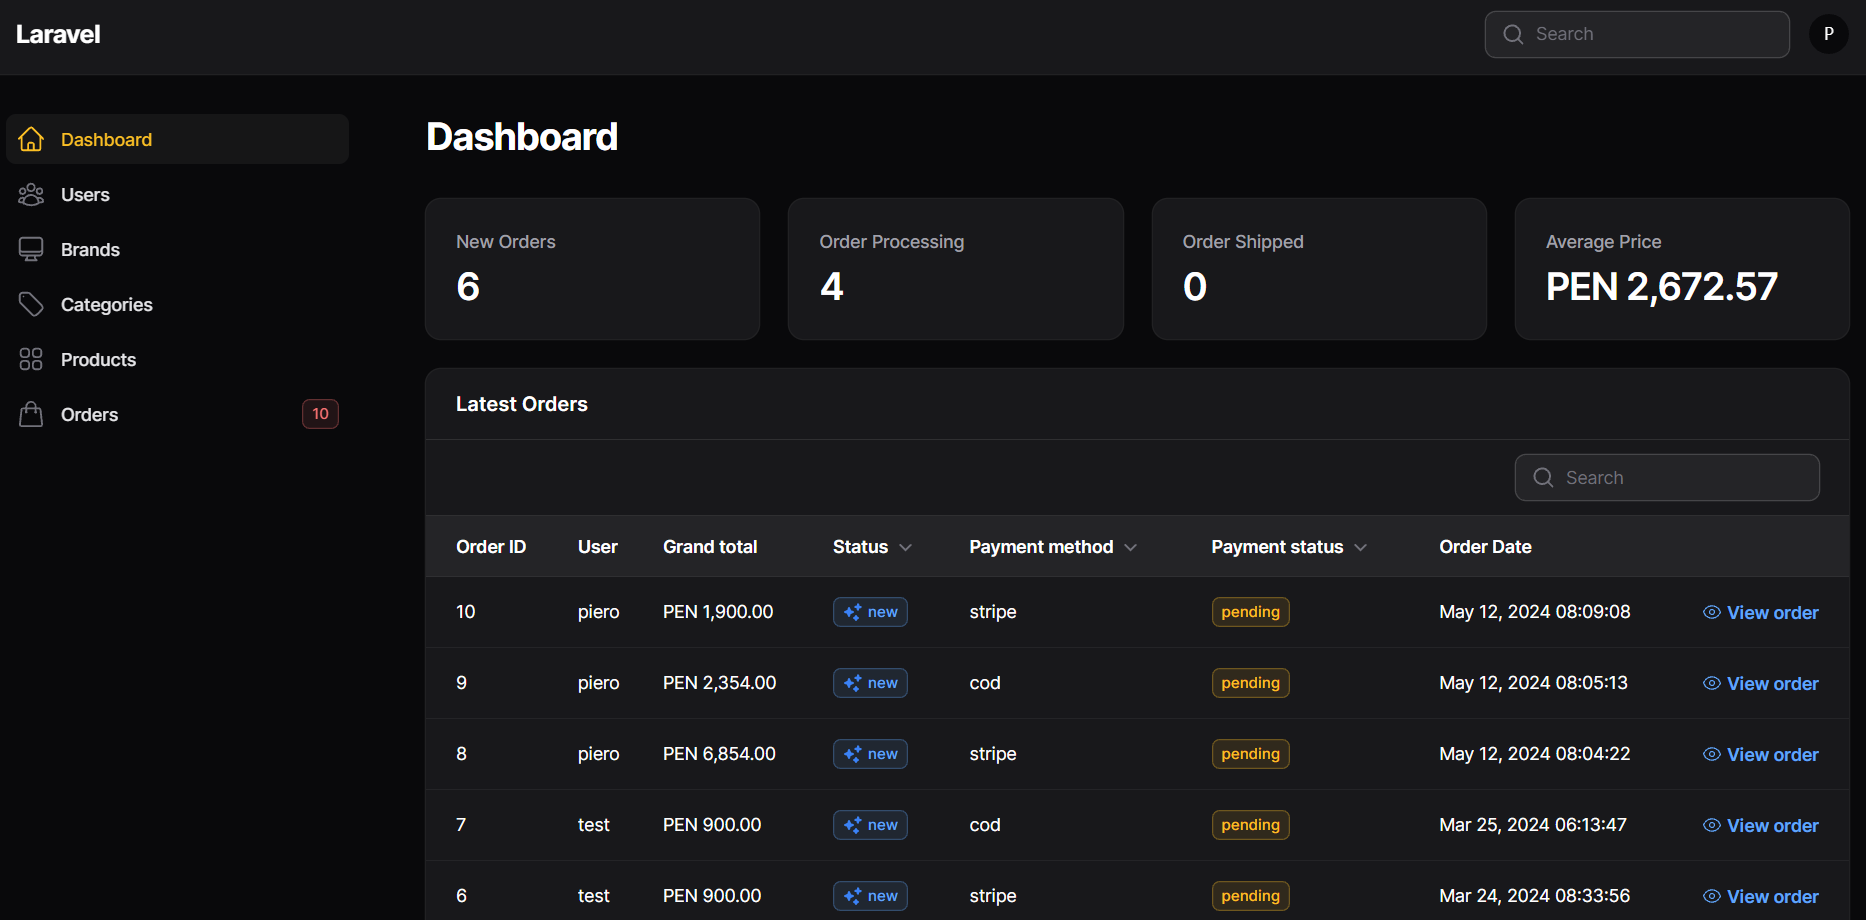 Laravel
Search
P
Dashboard
Users
Brands
Categories
Products
Orders 10
Dashboard
New Orders
6
Order Processing
4
Order Shipped
0
Average Price
PEN 2,672.57
Latest Orders
Search
Order ID User Grand total Status Payment method Payment status Order Date
10 piero PEN 1,900.00 new stripe pending May 12, 2024 08:09:08 View order
9 piero PEN 2,354.00 new cod pending May 12, 2024 08:05:13 View order
8 piero PEN 6,854.00 new stripe pending May 12, 2024 08:04:22 View order
7 test PEN 900.00 new cod pending Mar 25, 2024 06:13:47 View order
6 test PEN 900.00 new stripe pending Mar 24, 2024 08:33:56 View order